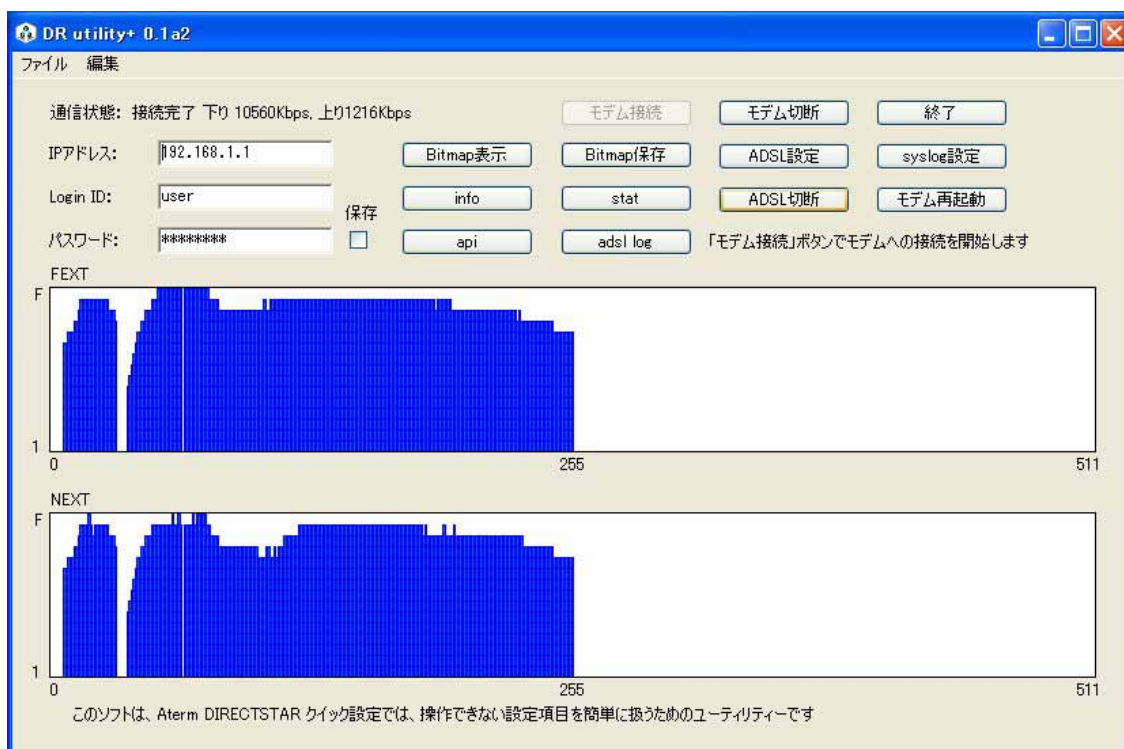 DR utility+ 0.1a2
ファイル 編集
通信状態: 接続完了 下り 10560Kbps, 上り1216Kbps
モデム接続 モデム切断 終了
IPアドレス: 192.168.1.1 Bitmap表示 Bitmap保存 ADSL設定 syslog設定
Login ID: user info stat ADSL切断 モデム再起動
保存
パスワード: ******** api adsl log 「モデム接続」ボタンでモデムへの接続を開始します
FEXT
F
1
0 255 511
NEXT
F
1
0 255 511
このソフトは、Aterm DIRECTSTAR クイック設定では、操作できない設定項目を簡単に扱うためのユーティリティーです